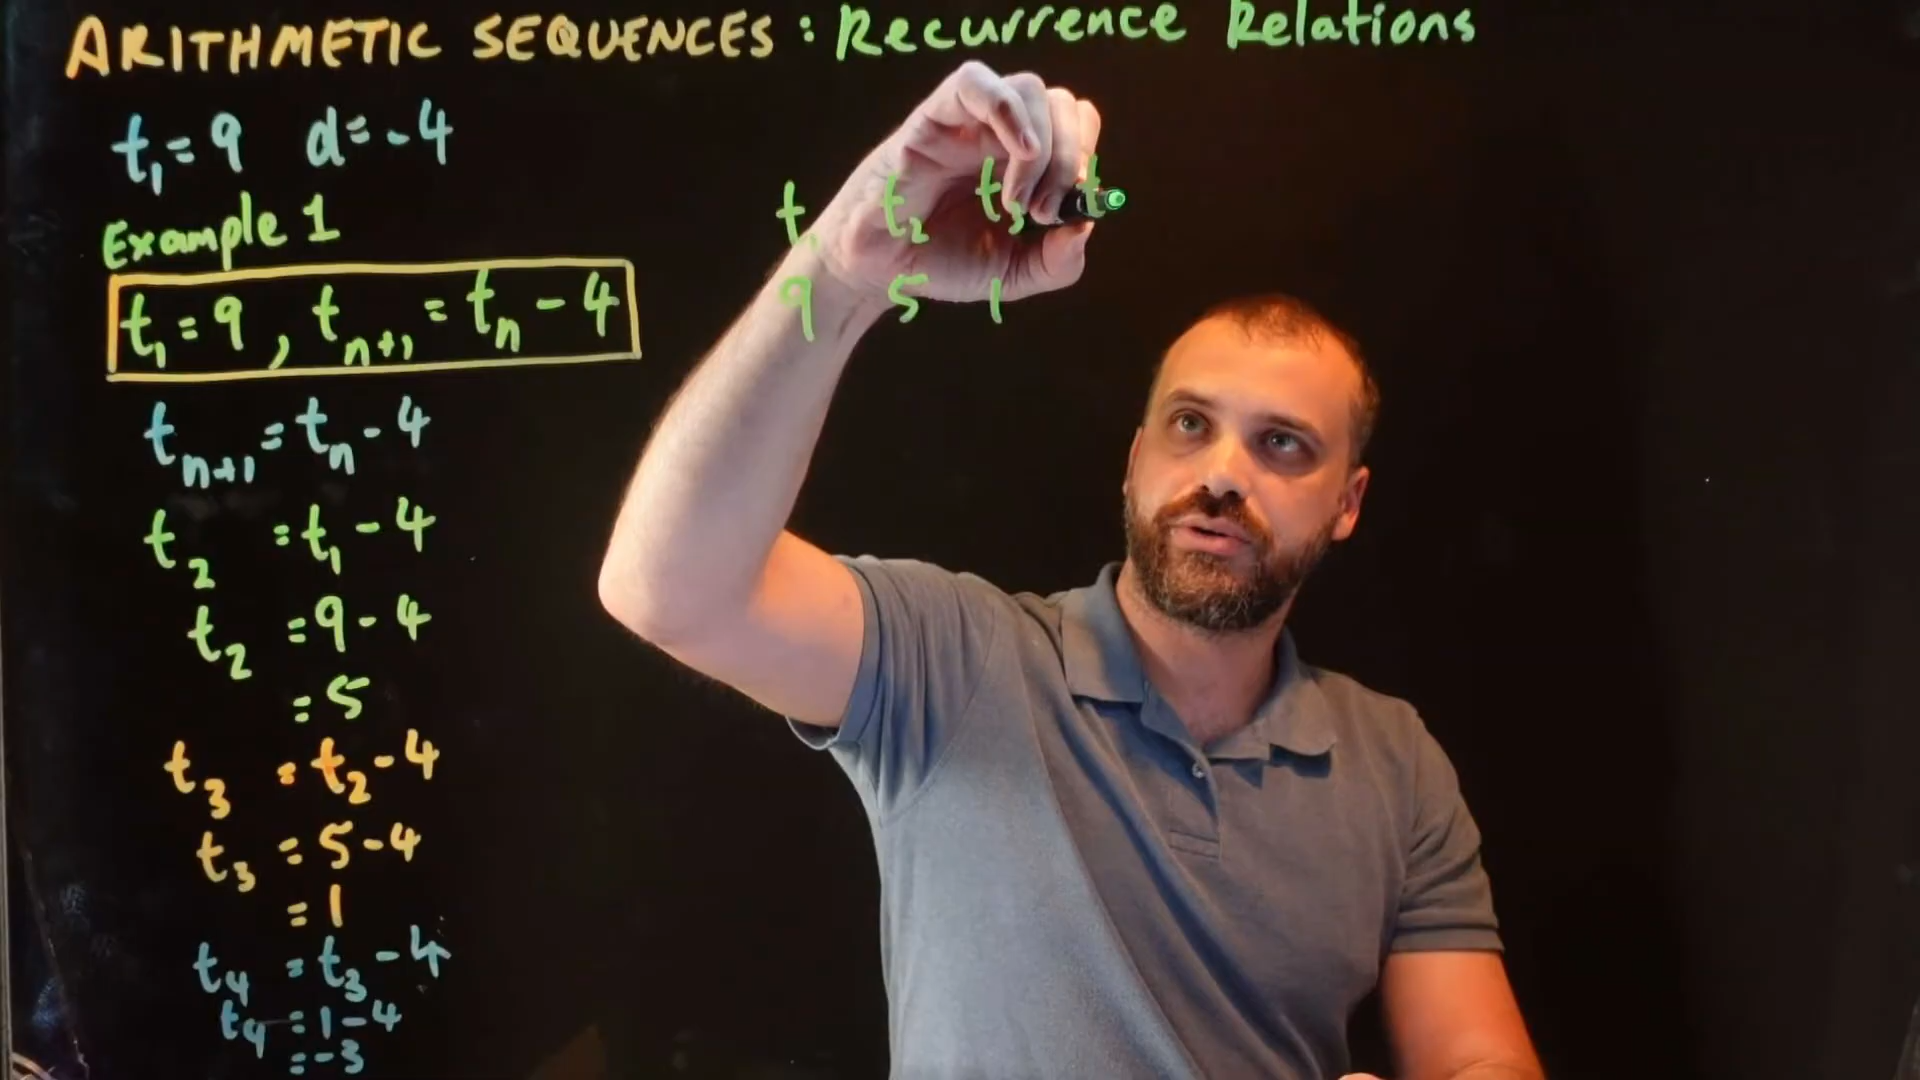 ARITHMETIC SEQUENCES : Recurrence Relations
t₁ = 9 d = -4
Example 1
t₁ = 9 , tₙ₊₁ = tₙ - 4
tₙ₊₁ = tₙ - 4
t₂ = t₁ - 4
t₂ = 9 - 4
= 5
t₃ = t₂ - 4
t₃ = 5 - 4
= 1
t₄ = t₃ - 4
t₄ = 1 - 4
= -3
t₁ t₂ t₃ t
9 5 1